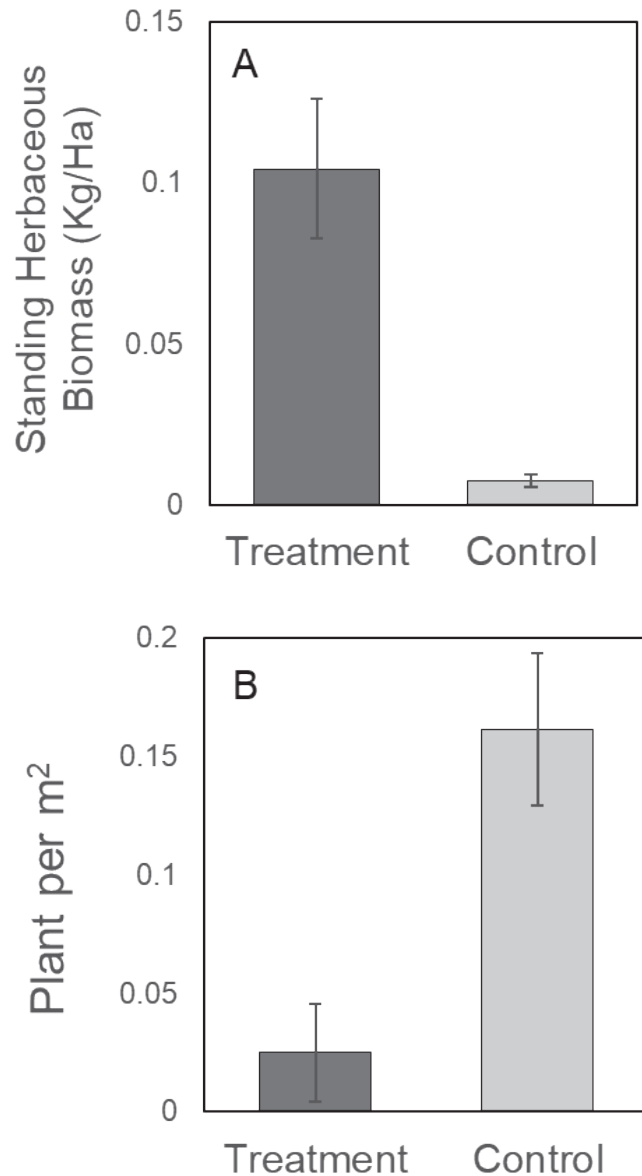 Standing Herbaceous
Biomass (Kg/Ha)
0.15
0.1
0.05
0
A
Treatment
Control
Plant per m²
0.2
0.15
0.1
0.05
0
B
Treatment
Control